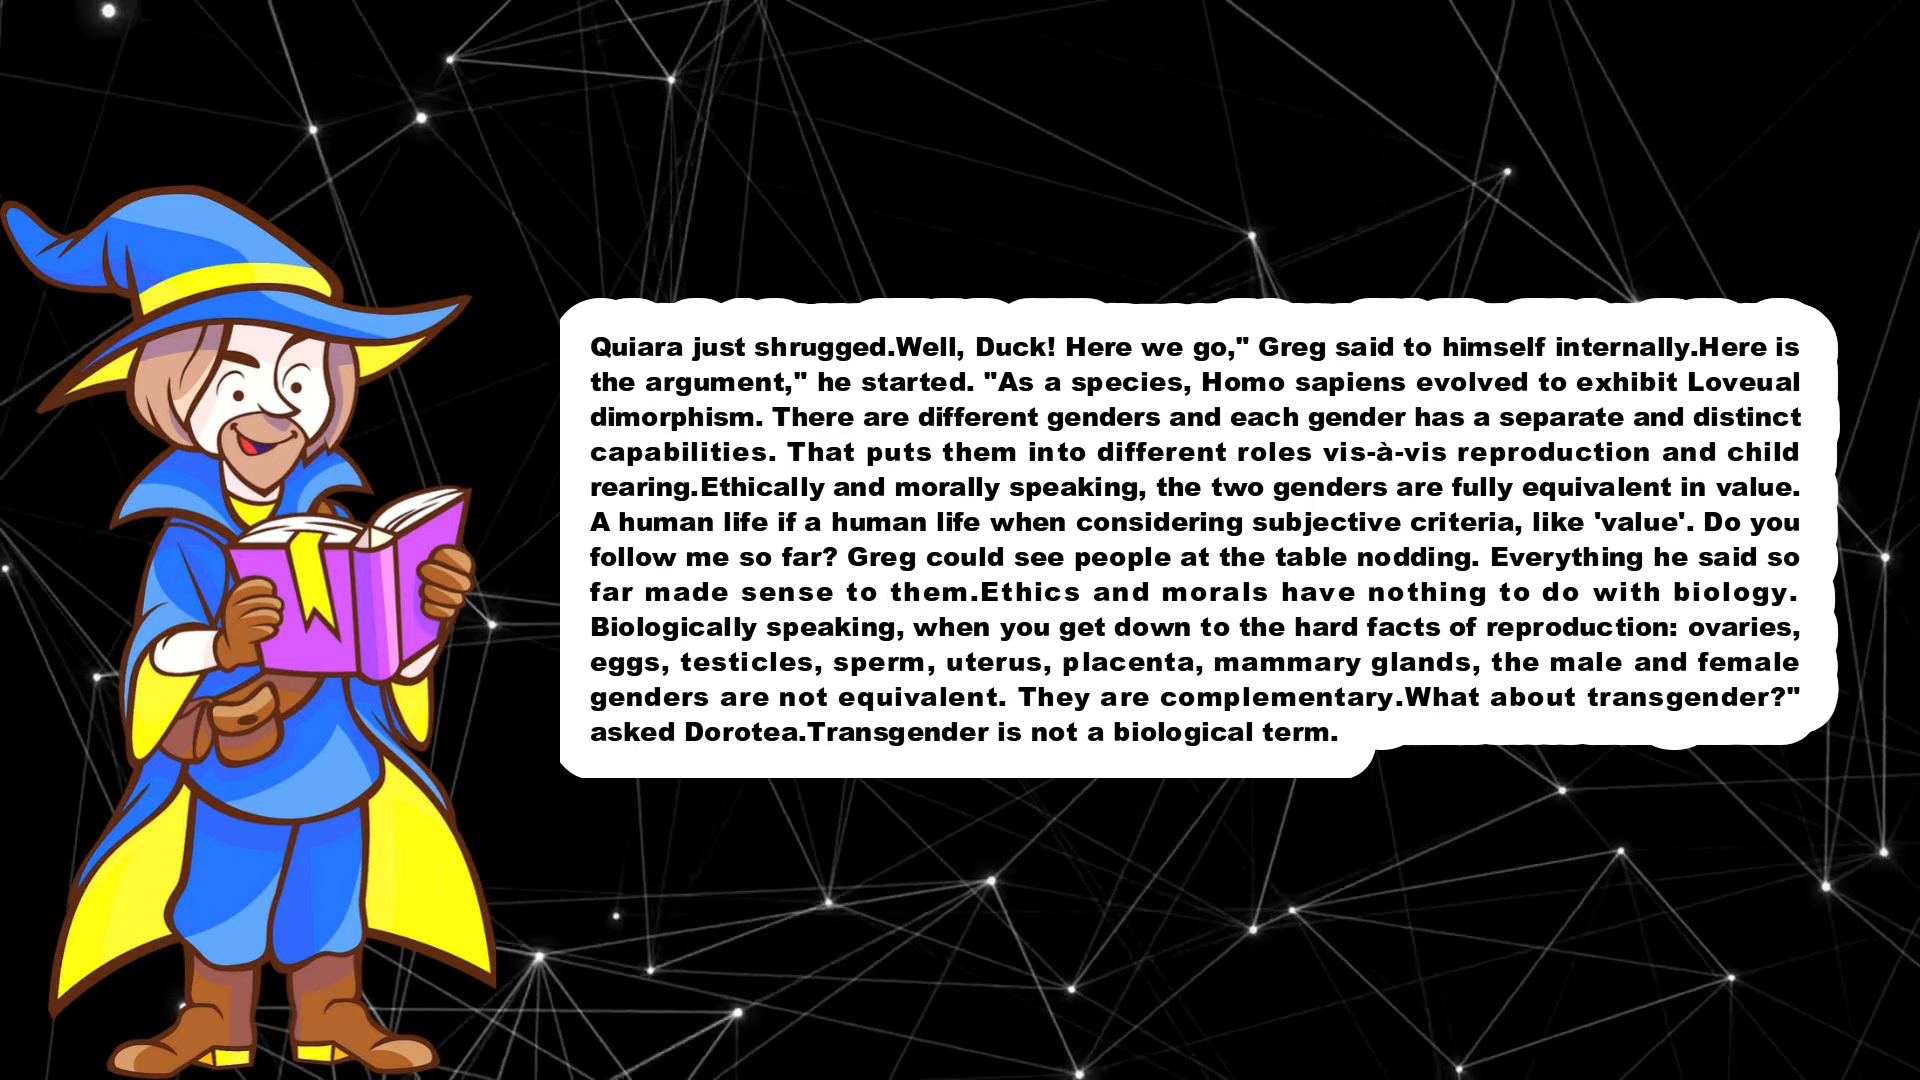 Quiara just shrugged.Well, Duck! Here we go," Greg said to himself internally.Here is
the argument," he started. "As a species, Homo sapiens evolved to exhibit Loveual
dimorphism. There are different genders and each gender has a separate and distinct
capabilities. That puts them into different roles vis-à-vis reproduction and child
rearing.Ethically and morally speaking, the two genders are fully equivalent in value.
A human life if a human life when considering subjective criteria, like 'value'. Do you
follow me so far? Greg could see people at the table nodding. Everything he said so
far made sense to them.Ethics and morals have nothing to do with biology.
Biologically speaking, when you get down to the hard facts of reproduction: ovaries,
eggs, testicles, sperm, uterus, placenta, mammary glands, the male and female
genders are not equivalent. They are complementary.What about transgender?"
asked Dorotea.Transgender is not a biological term.